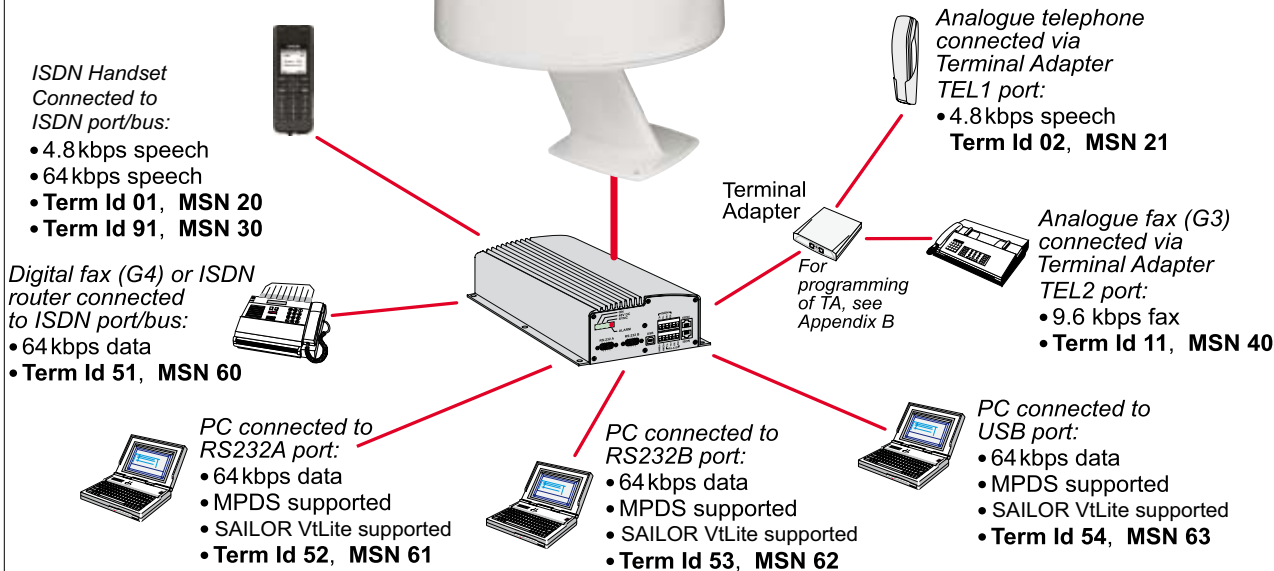 ISDN Handset
Connected to
ISDN port/bus:
• 4.8 kbps speech
• 64 kbps speech
• Term Id 01, MSN 20
• Term Id 91, MSN 30
Analogue telephone
connected via
Terminal Adapter
TEL1 port:
• 4.8 kbps speech
Term Id 02, MSN 21
Terminal
Adapter
For
programming
of TA, see
Appendix B
Analogue fax (G3)
connected via
Terminal Adapter
TEL2 port:
• 9.6 kbps fax
• Term Id 11, MSN 40
Digital fax (G4) or ISDN
router connected
to ISDN port/bus:
• 64 kbps data
• Term Id 51, MSN 60
ALARM
RS232 A
RS232 B
PC connected to
RS232A port:
• 64 kbps data
• MPDS supported
• SAILOR VtLite supported
• Term Id 52, MSN 61
PC connected to
RS232B port:
• 64 kbps data
• MPDS supported
• SAILOR VtLite supported
• Term Id 53, MSN 62
PC connected to
USB port:
• 64 kbps data
• MPDS supported
• SAILOR VtLite supported
• Term Id 54, MSN 63